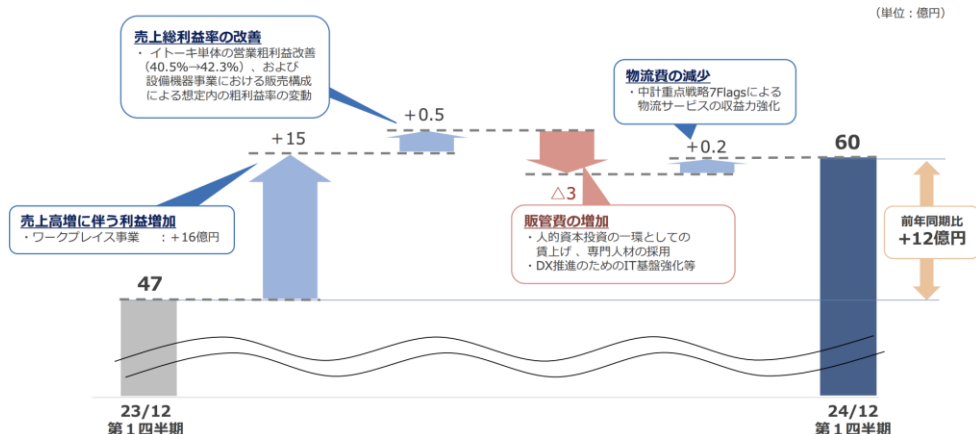 (単位:億円)
売上総利益率の改善
・ イトーキ単体の営業粗利益改善
(40.5%→42.3%)、および
設備機器事業における販売構成
による想定内の粗利益率の変動
物流費の減少
・中計重点戦略7Flagsによる
物流サービスの収益力強化
+0.5
+15
+0.2
60
△3
売上高増に伴う利益増加
・ワークプレイス事業 :+16億円
販管費の増加
・人的資本投資の一環としての
賃上げ 、専門人材の採用
・DX推進のためのIT基盤強化等
前年同期比
+12億円
47
23/12
第1四半期
24/12
第1四半期